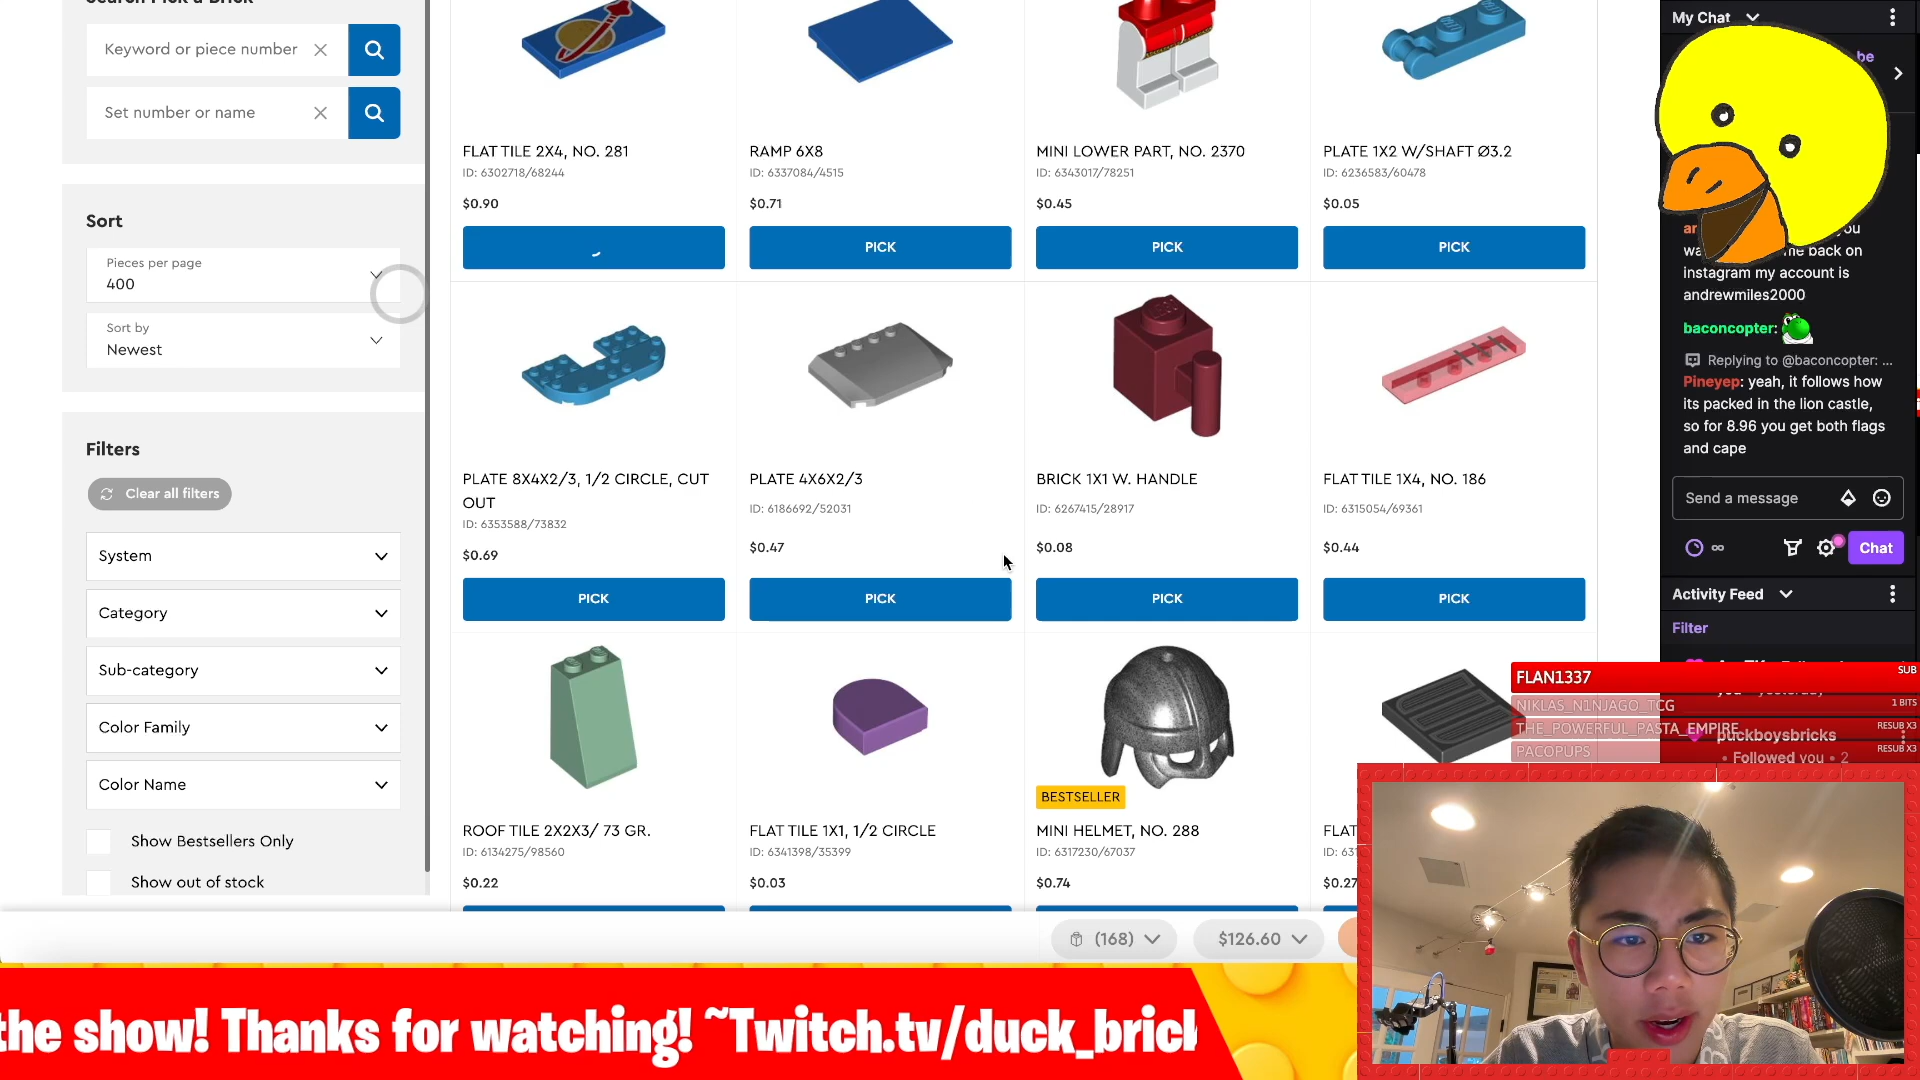 Search Pick a Brick
Keyword or piece number
Set number or name
Sort
Pieces per page
400
Sort by
Newest
Filters
Clear all filters
System
Category
Sub-category
Color Family
Color Name
Show Bestsellers Only
Show out of stock
FLAT TILE 2X4, NO. 281
ID: 6302718/68244
$0.90
RAMP 6X8
ID: 6337084/4515
$0.71
PICK
MINI LOWER PART, NO. 2370
ID: 6343017/78251
$0.45
PICK
PLATE 1X2 W/SHAFT Ø3.2
ID: 6236583/60478
$0.05
PICK
PLATE 8X4X2/3, 1/2 CIRCLE, CUT
OUT
ID: 6353588/73832
$0.69
PICK
PLATE 4X6X2/3
ID: 6186692/52031
$0.47
PICK
BRICK 1X1 W. HANDLE
ID: 6267415/28917
$0.08
PICK
FLAT TILE 1X4, NO. 186
ID: 6315054/69361
$0.44
PICK
ROOF TILE 2X2X3/ 73 GR.
ID: 6134275/98560
$0.22
FLAT TILE 1X1, 1/2 CIRCLE
ID: 6341398/35399
$0.03
BESTSELLER
MINI HELMET, NO. 288
ID: 6317230/67037
$0.74
FLAT
ID: 631
$0.27
(168)
$126.60
My Chat
be
ar
you
wa
me back on
instagram my account is
andrewmiles2000
baconcopter:
Replying to @baconcopter: ...
Pineyep: yeah, it follows how
its packed in the lion castle,
so for 8.96 you get both flags
and cape
Send a message
Chat
Activity Feed
Filter
FLAN1337 SUB
NIKLAS_N1NJAGO_TCG 1 BITS
THE_POWERFUL_PASTA_EMPIRE RESUB X3
PACOPUPS RESUB X3
puckboysbricks
• Followed you • 2
the show! Thanks for watching! ~Twitch.tv/duck_brick